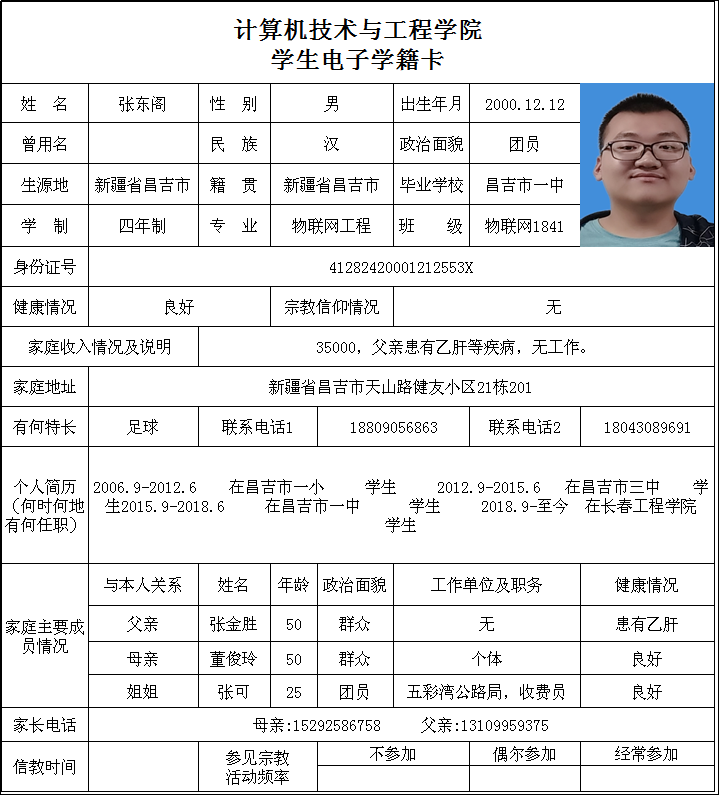 计算机技术与工程学院
学生电子学籍卡
姓 名 张东阁 性 别 男 出生年月 2000.12.12
曾用名 民 族 汉 政治面貌 团员
生源地 新疆省昌吉市 籍 贯 新疆省昌吉市 毕业学校 昌吉市一中
学 制 四年制 专 业 物联网工程 班 级 物联网1841
身份证号 41282420001212553X
健康情况 良好 宗教信仰情况 无
家庭收入情况及说明 35000，父亲患有乙肝等疾病，无工作。
家庭地址 新疆省昌吉市天山路健友小区21栋201
有何特长 足球 联系电话1 18809056863 联系电话2 18043089691
个人简历
（何时何地
有何任职）
2006.9-2012.6 在昌吉市一小 学生 2012.9-2015.6 在昌吉市三中 学
生2015.9-2018.6 在昌吉市一中 学生 2018.9-至今 在长春工程学院
学生
家庭主要成
员情况
与本人关系 姓名 年龄 政治面貌 工作单位及职务 健康情况
父亲 张金胜 50 群众 无 患有乙肝
母亲 董俊玲 50 群众 个体 良好
姐姐 张可 25 团员 五彩湾公路局，收费员 良好
家长电话 母亲:15292586758 父亲:13109959375
信教时间
参见宗教
活动频率
不参加 偶尔参加 经常参加